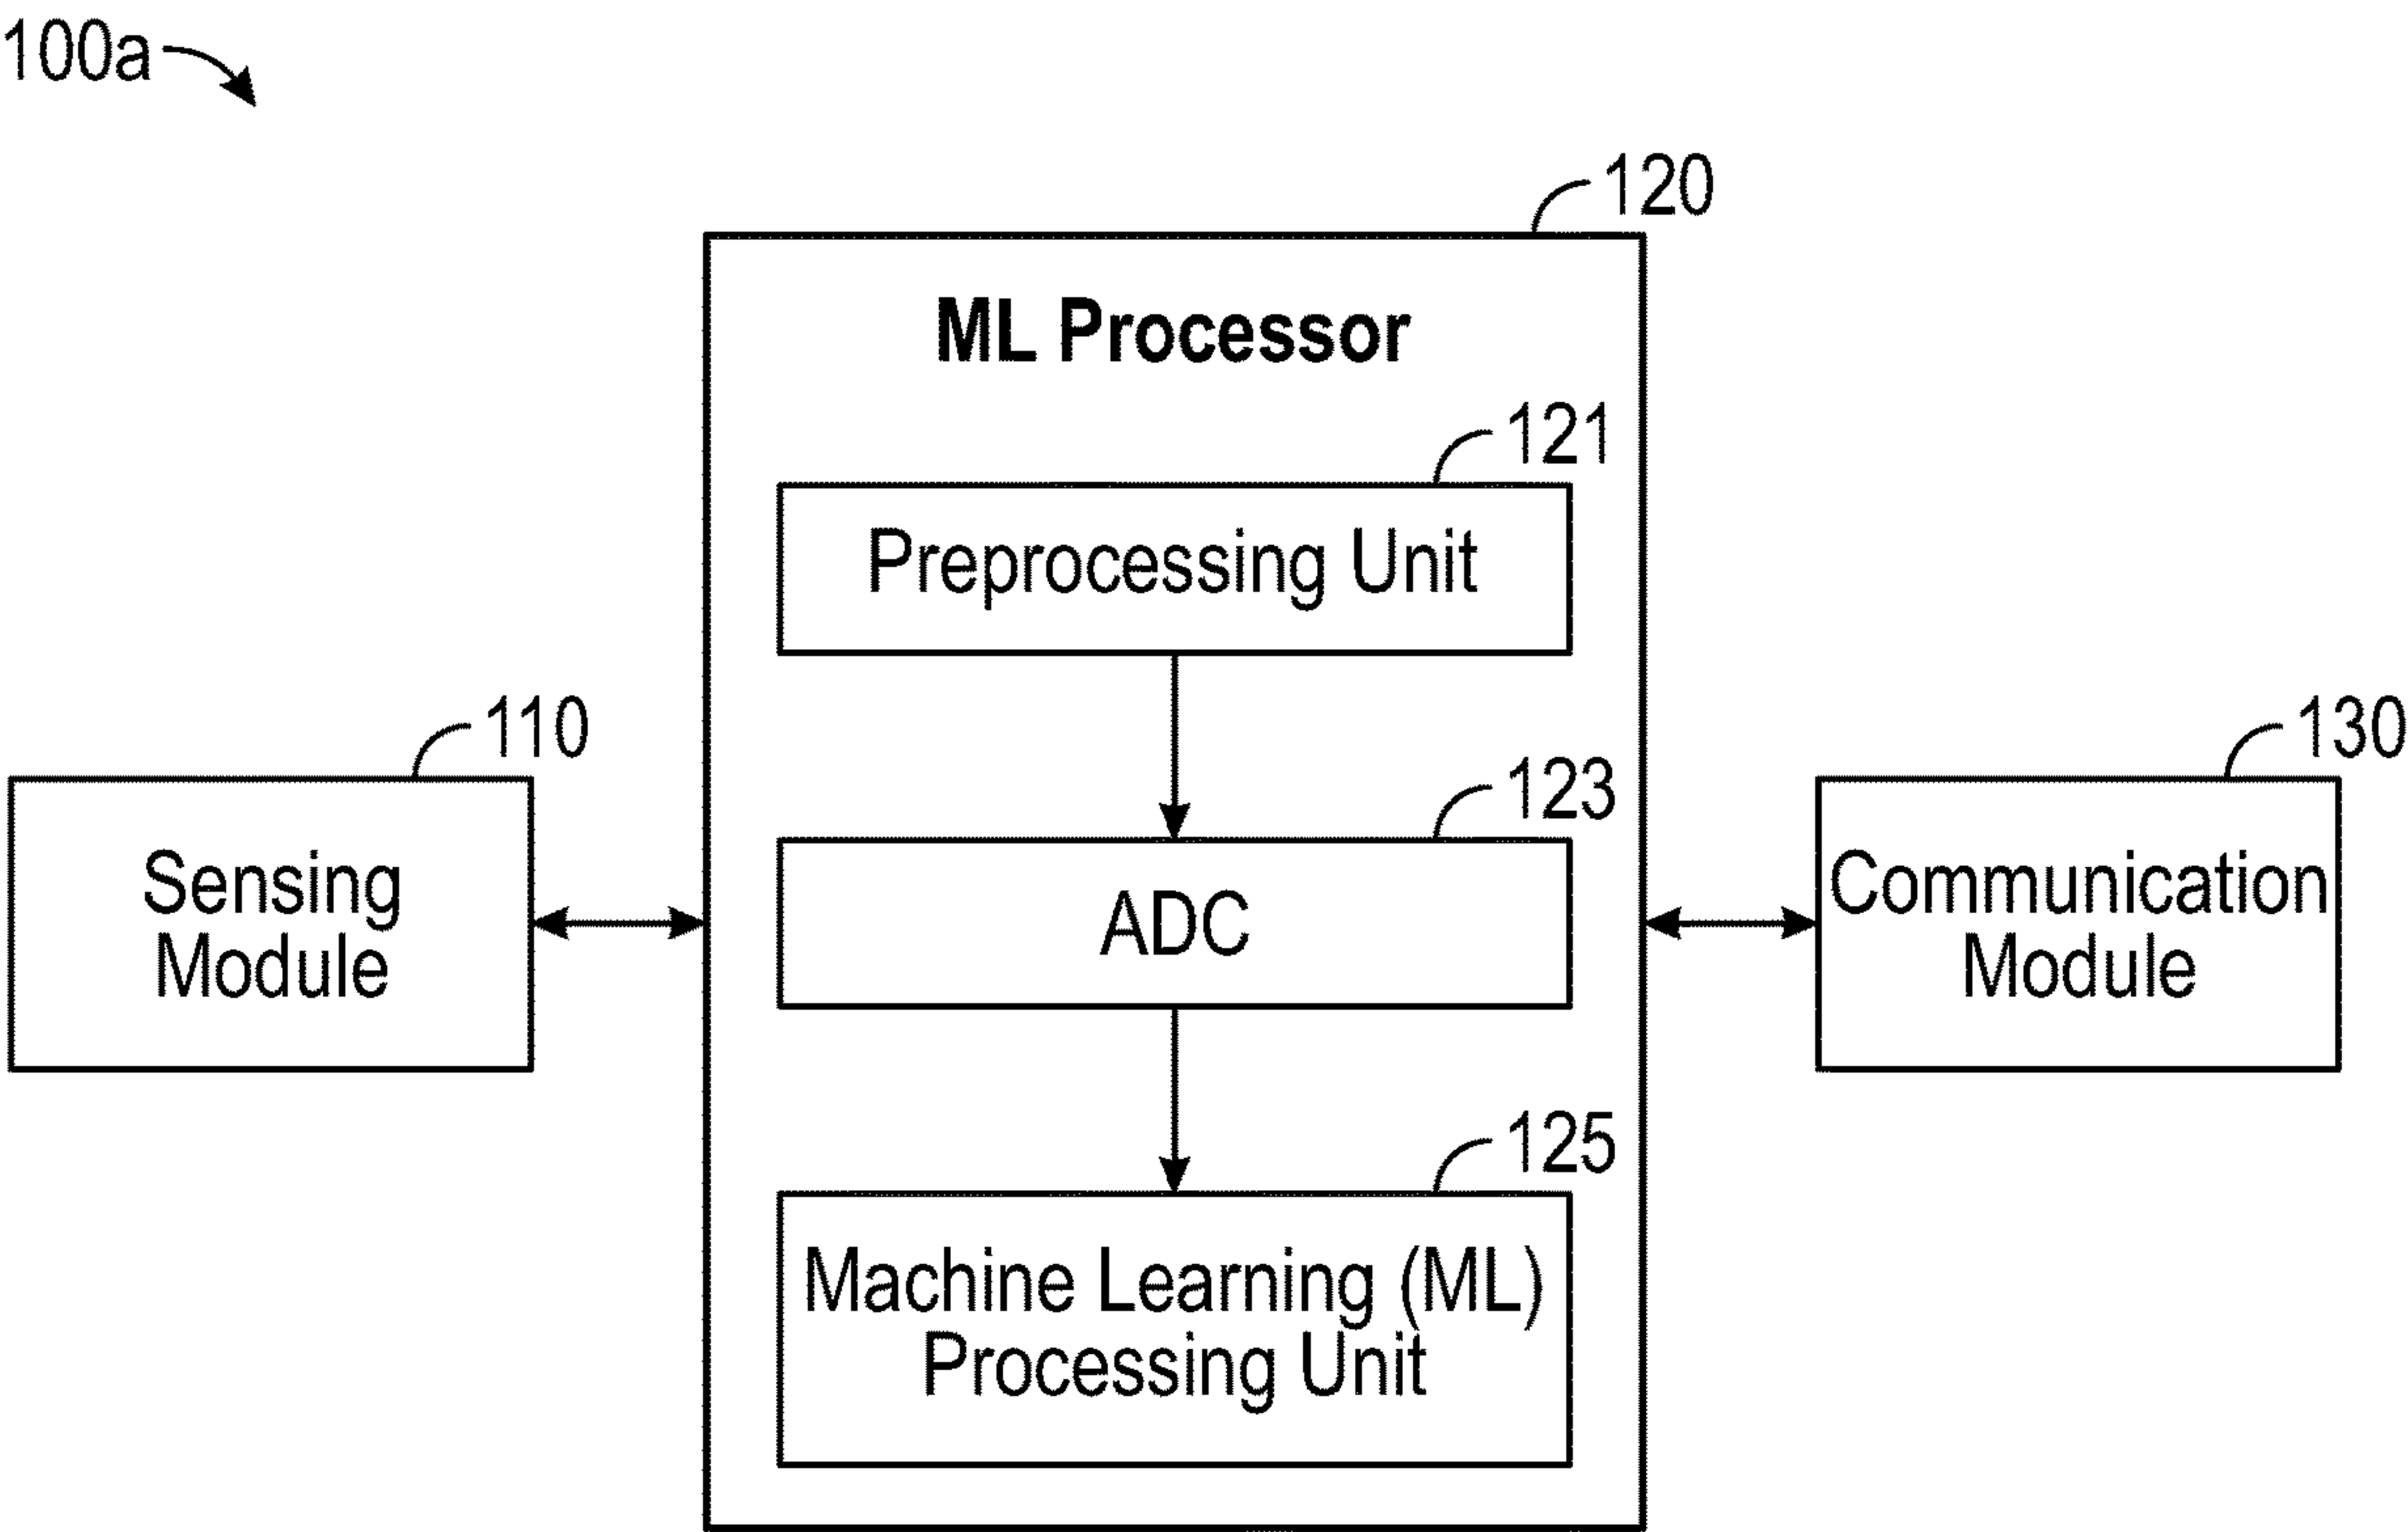 100a
120
ML Processor
121
Preprocessing Unit
110
Sensing
Module
123
ADC
130
Communication
Module
125
Machine Learning (ML)
Processing Unit